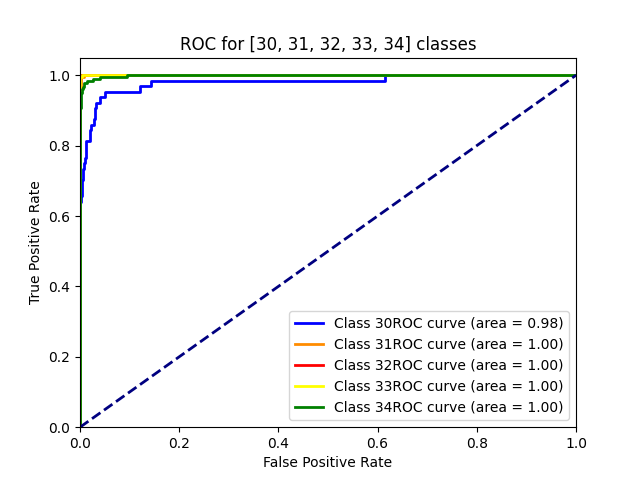 ROC for [30, 31, 32, 33, 34] classes
True Positive Rate
1.0
0.8
0.6
0.4
0.2
0.0
Class 30ROC curve (area = 0.98)
Class 31ROC curve (area = 1.00)
Class 32ROC curve (area = 1.00)
Class 33ROC curve (area = 1.00)
Class 34ROC curve (area = 1.00)
0.0 0.2 0.4 0.6 0.8 1.0
False Positive Rate